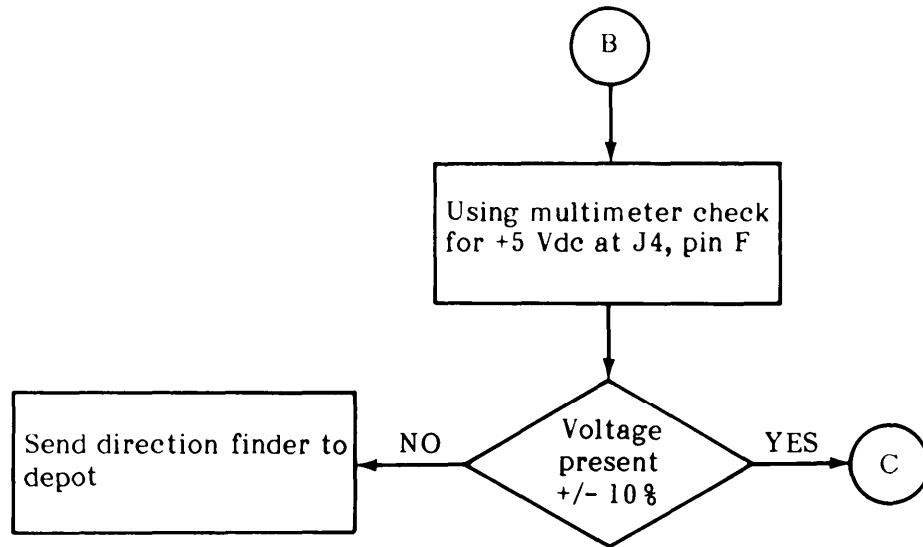 B
Using multimeter check
for +5 Vdc at J4, pin F
Send direction finder to
depot
NO
Voltage
present
+/- 10%
YES
C